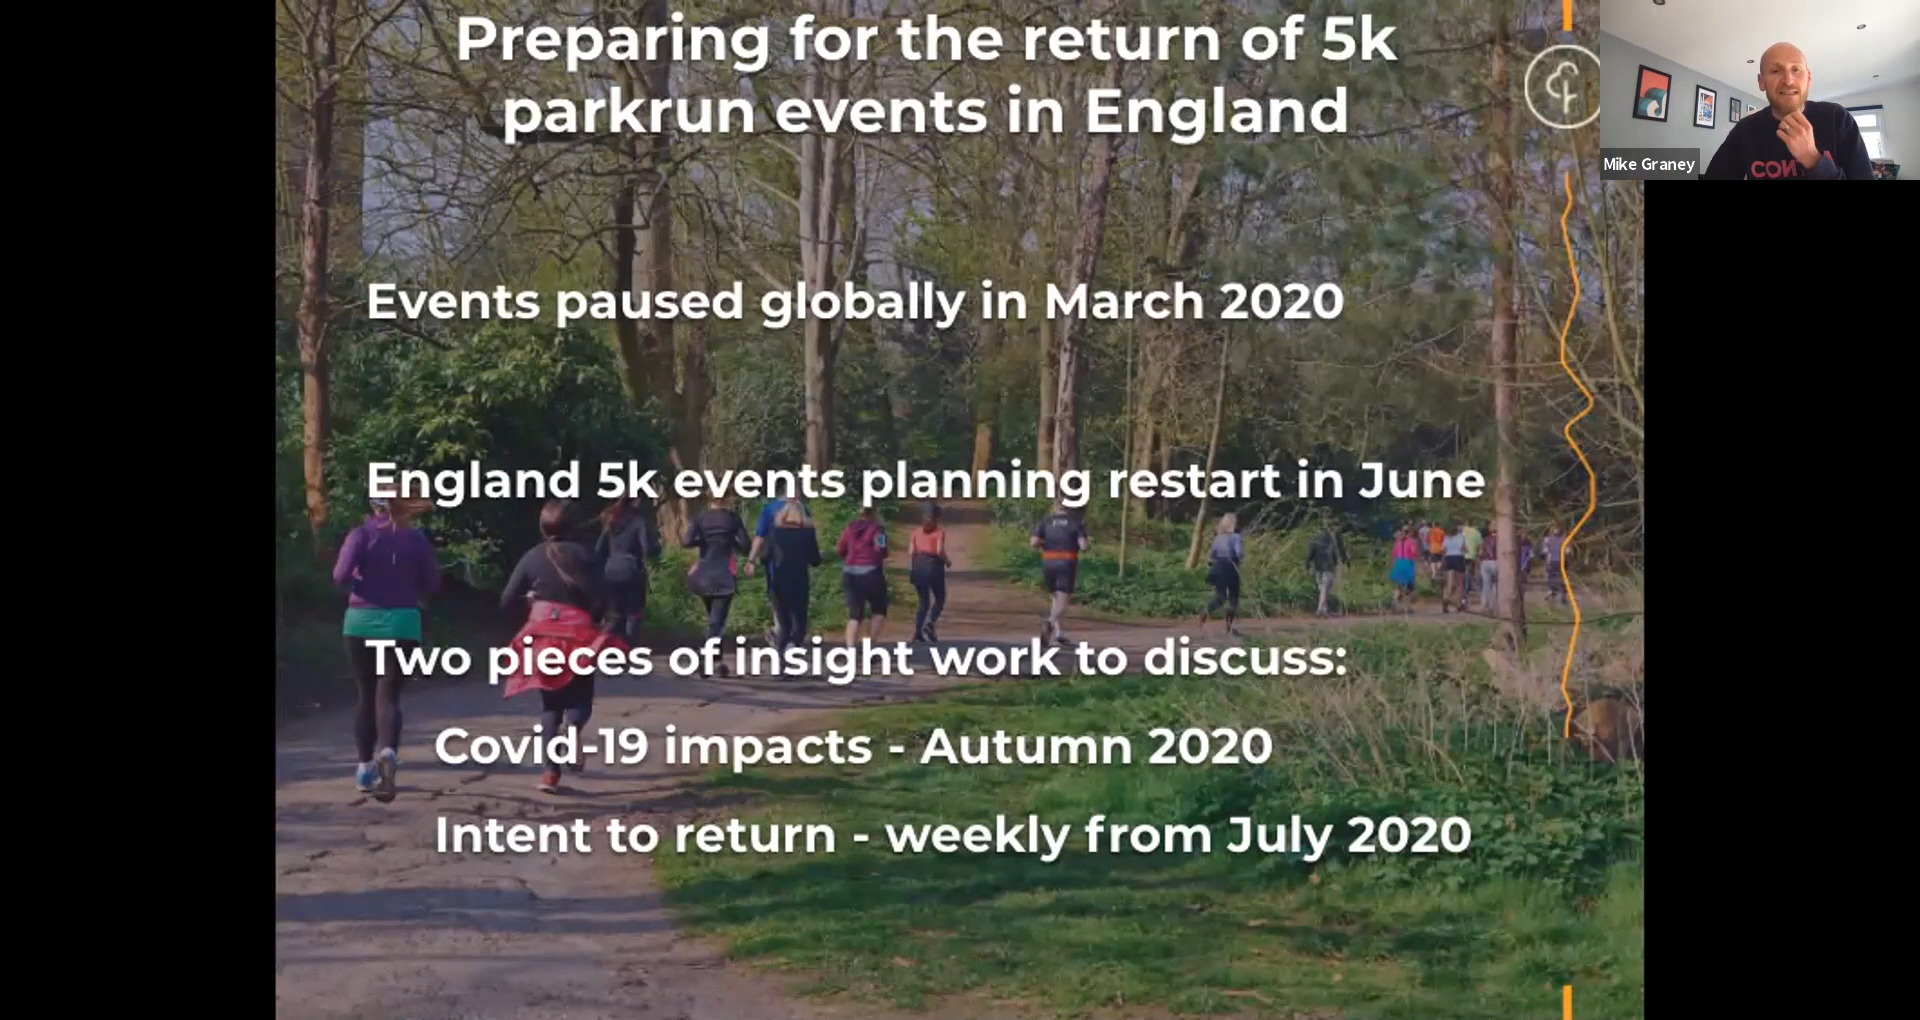 Preparing for the return of 5k
parkrun events in England
Mike Graney
Events paused globally in March 2020
England 5k events planning restart in June
Two pieces of insight work to discuss:
Covid-19 impacts - Autumn 2020
Intent to return - weekly from July 2020